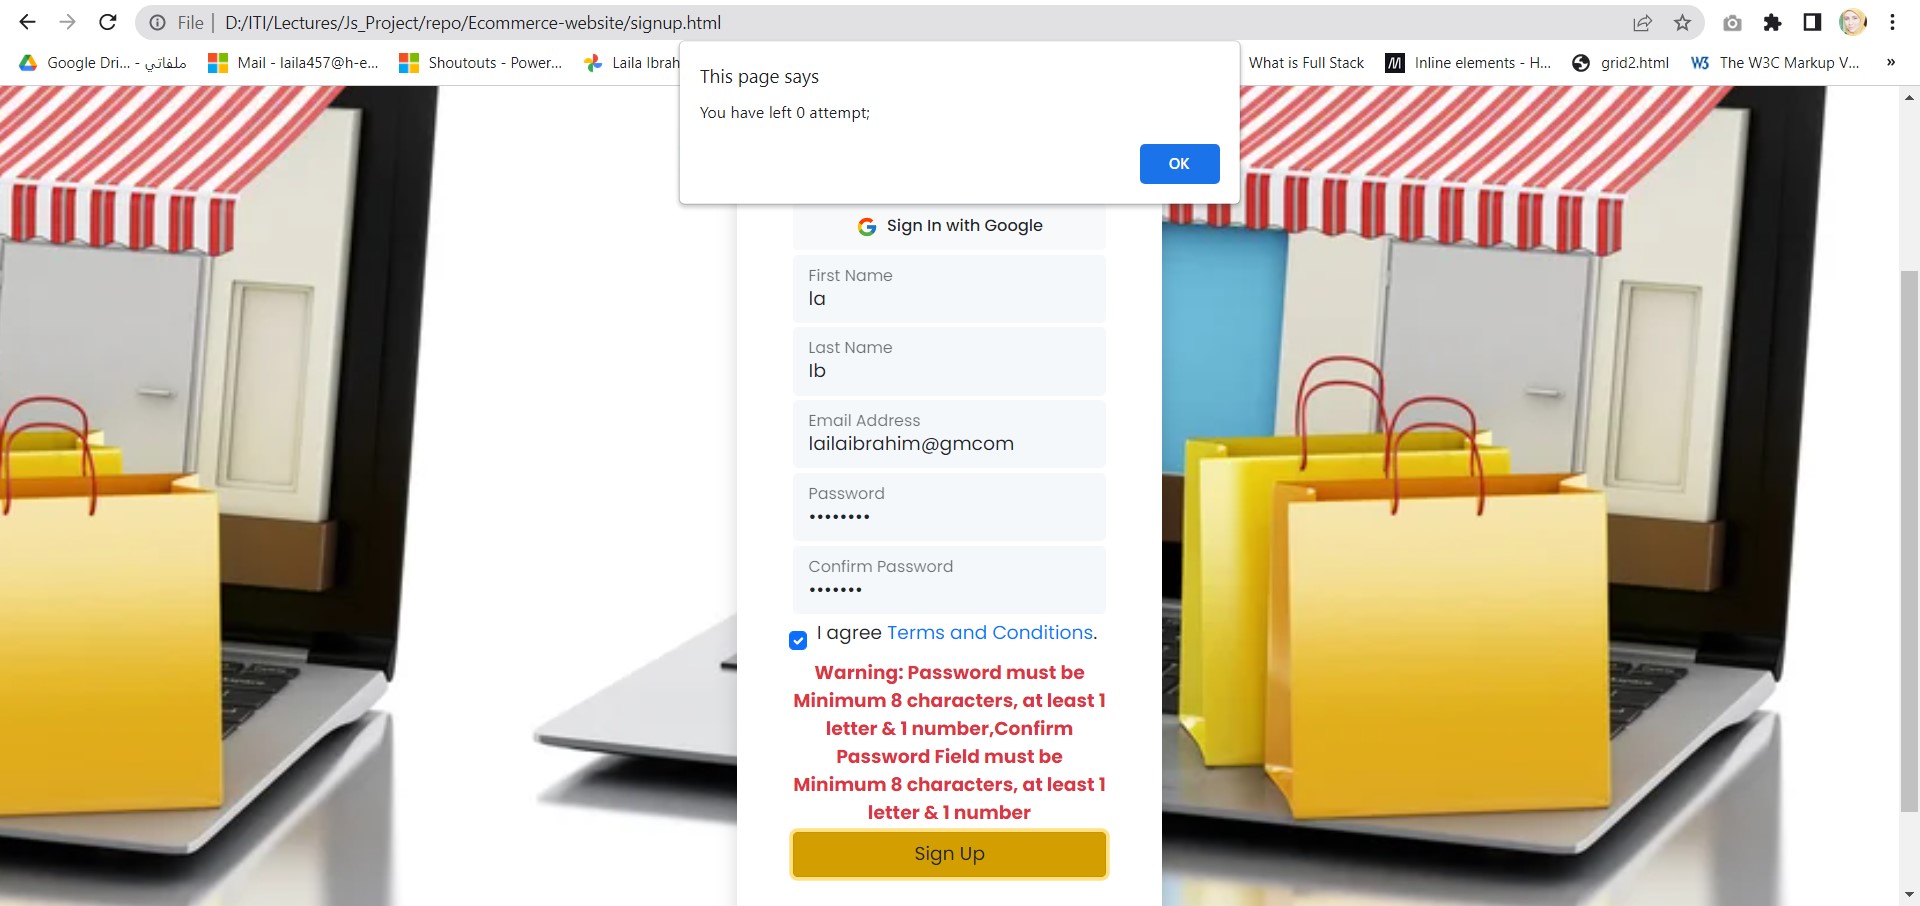 File | D:/ITI/Lectures/Js_Project/repo/Ecommerce-website/signup.html
Google Dri... - ملفاتي
Mail - laila457@h-e...
Shoutouts - Power...
Laila Ibrah
What is Full Stack
Inline elements - H...
grid2.html
W3 The W3C Markup V...
»
This page says
You have left 0 attempt;
OK
Sign In with Google
First Name
la
Last Name
Ib
Email Address
lailaibrahim@gmcom
Password
••••••••
Confirm Password
•••••••
I agree Terms and Conditions.
Warning: Password must be
Minimum 8 characters, at least 1
letter & 1 number,Confirm
Password Field must be
Minimum 8 characters, at least 1
letter & 1 number
Sign Up